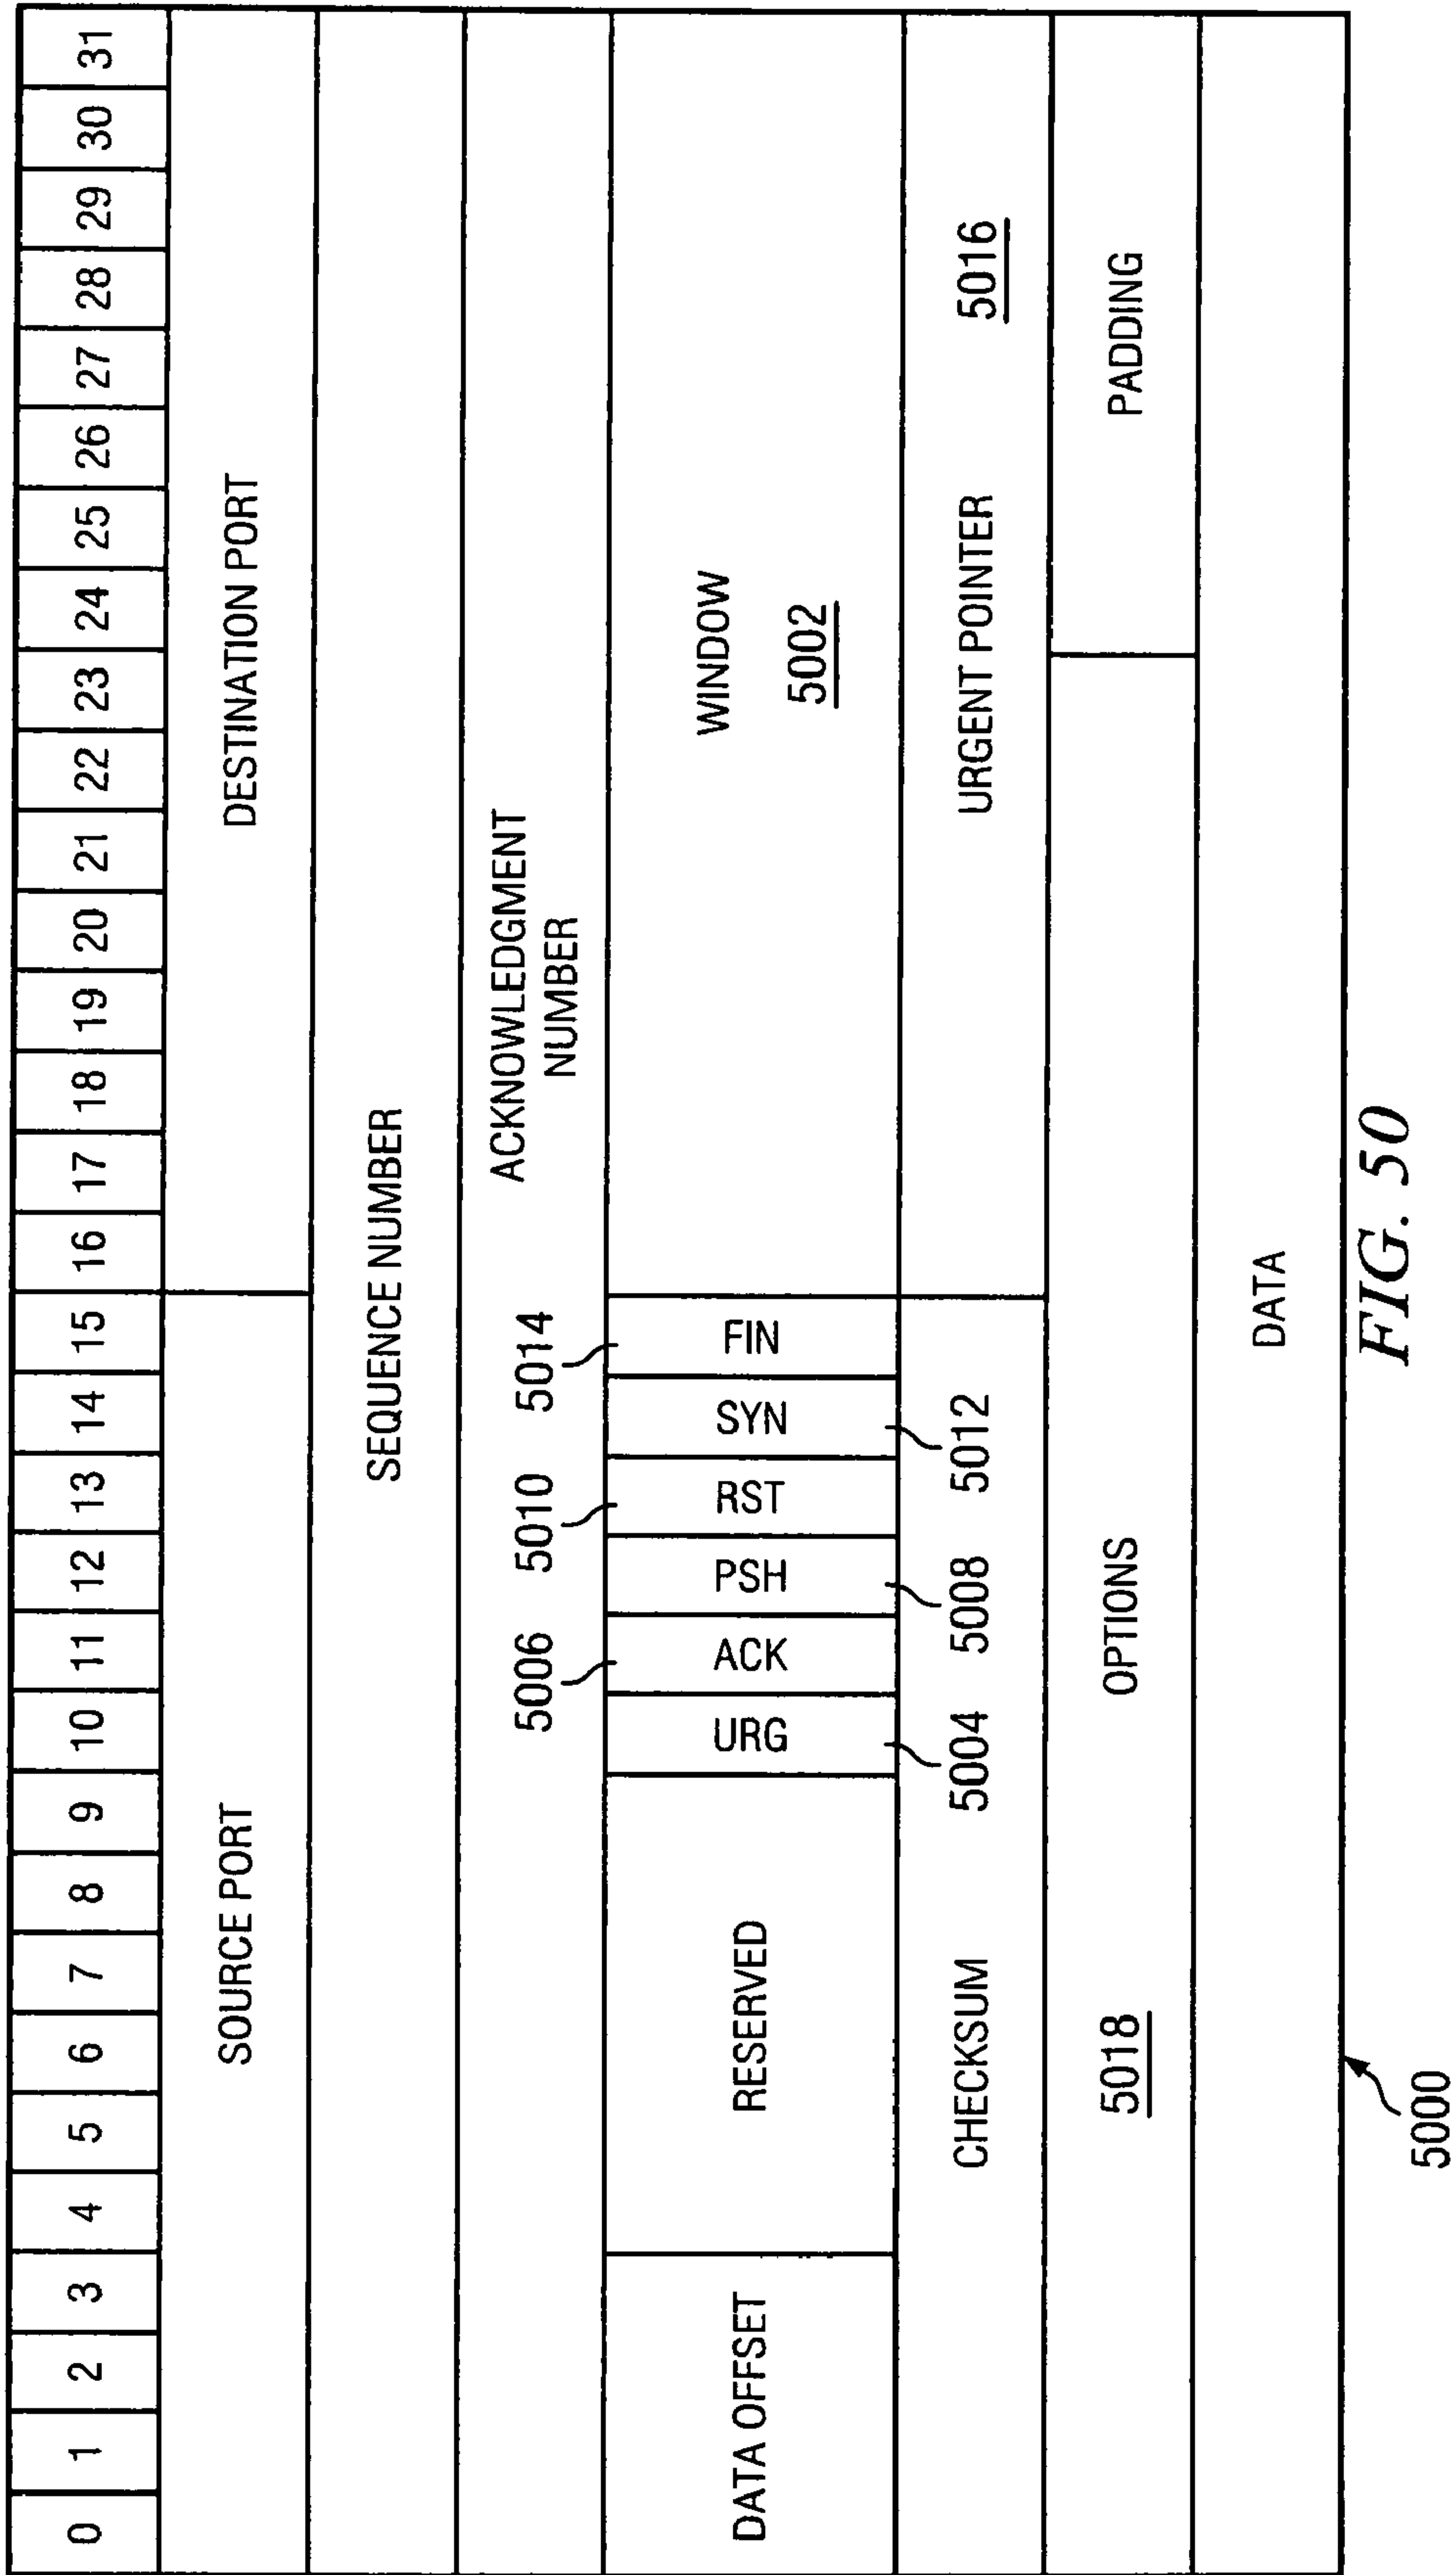 0 1 2 3 4 5 6 7 8 9 10 11 12 13 14 15 16 17 18 19 20 21 22 23 24 25 26 27 28 29 30 31
SOURCE PORT DESTINATION PORT
SEQUENCE NUMBER
ACKNOWLEDGMENT
NUMBER
5006 5010 5014
DATA OFFSET RESERVED URG ACK PSH RST SYN FIN WINDOW
5002
5004 5008 5012
CHECKSUM URGENT POINTER 5016
5018 OPTIONS PADDING
DATA
5000
FIG. 50